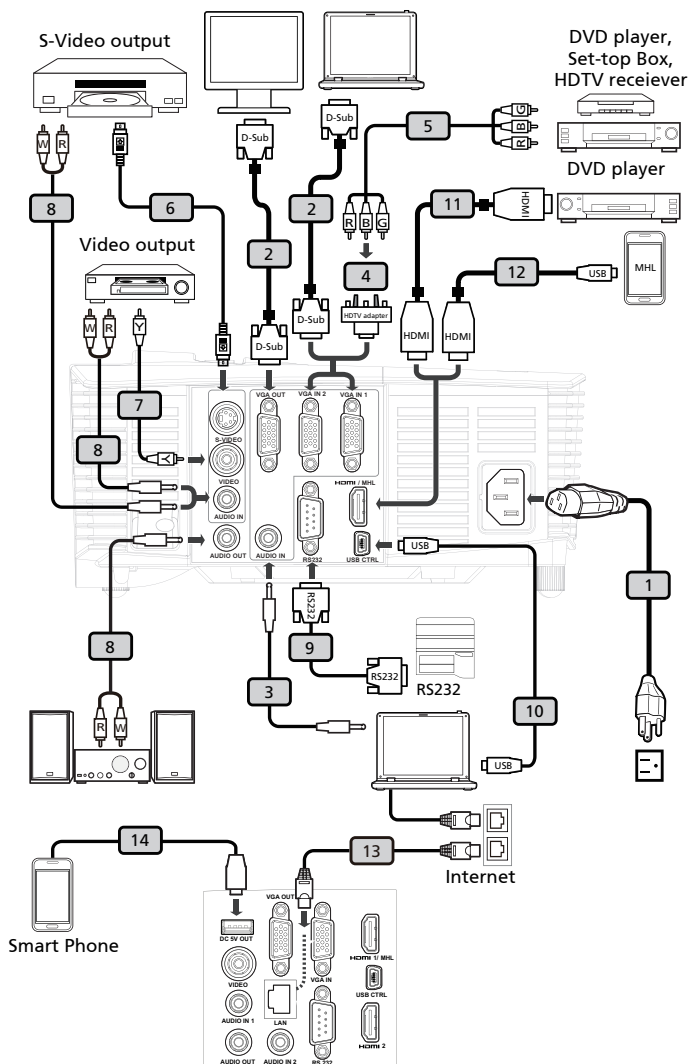 S-Video output
DVD player,
Set-top Box,
HDTV receiever
D-Sub
D-Sub
R B G
5
W R
DVD player
8
6
2
2
R B G
11
HDMI
Video output
4
12
USB
MHL
D-Sub
HDTV adapter
HDMI
HDMI
W R
Y
D-Sub
VGA OUT
VGA IN 2
VGA IN 1
7
S-VIDEO
8
Y
VIDEO
HDMI / MHL
AUDIO IN
AUDIO OUT
AUDIO IN
RS232
USB CTRL
USB
1
RS232
8
9
RS232
RS232
3
10
R W
USB
14
13
Internet
Smart Phone
VGA OUT
DC 5V OUT
HDMI 1/ MHL
VIDEO
VGA IN
USB CTRL
AUDIO IN 1
LAN
HDMI 2
AUDIO OUT
AUDIO IN 2
RS 232